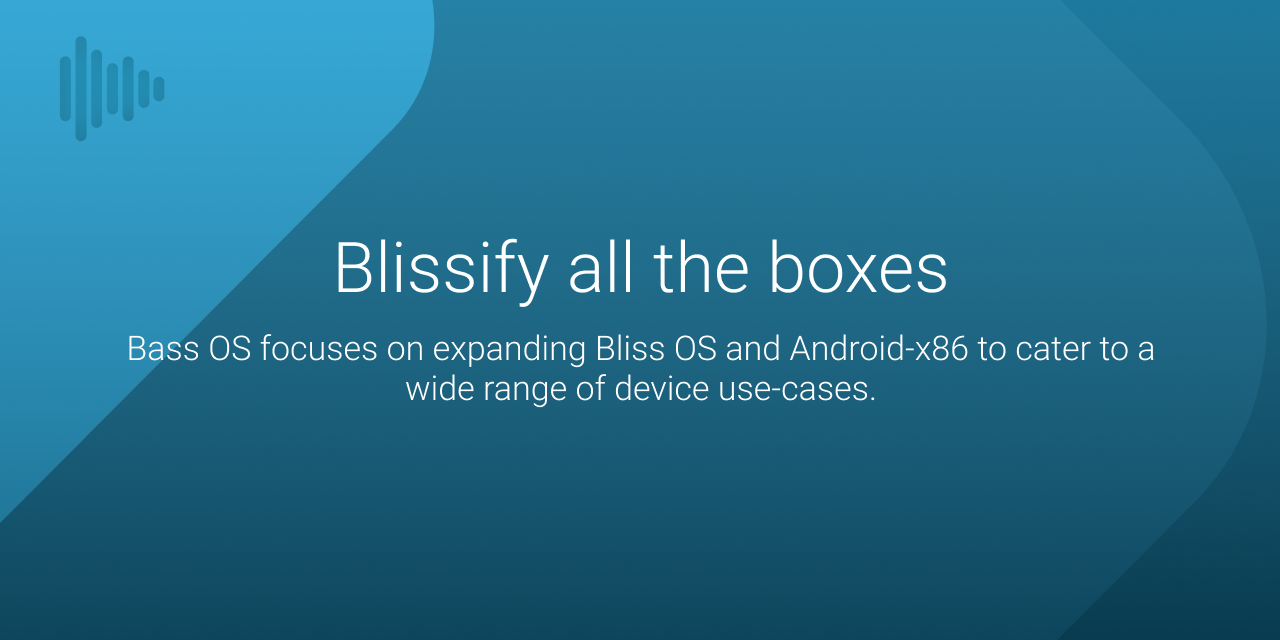 Blissify all the boxes
Bass OS focuses on expanding Bliss OS and Android-x86 to cater to a
wide range of device use-cases.